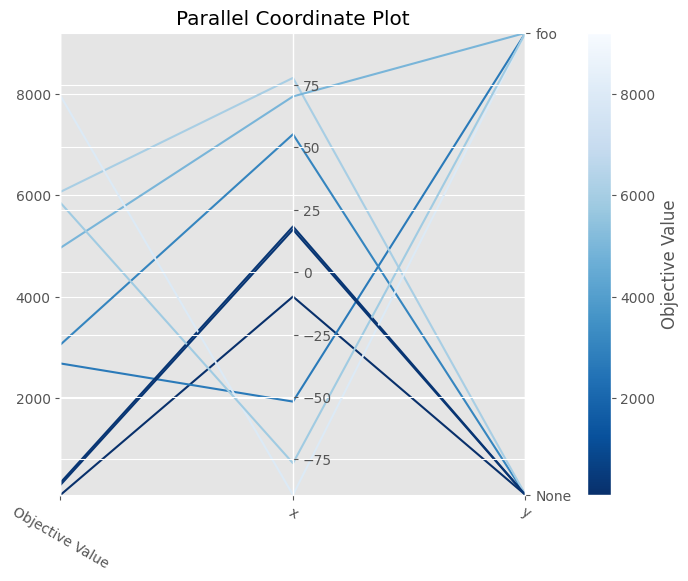 Parallel Coordinate Plot
foo
8000
75
8000
50
6000
25
6000
0
4000
−25
4000
2000
−50
2000
−75
None
Objective Value
x
y
Objective Value